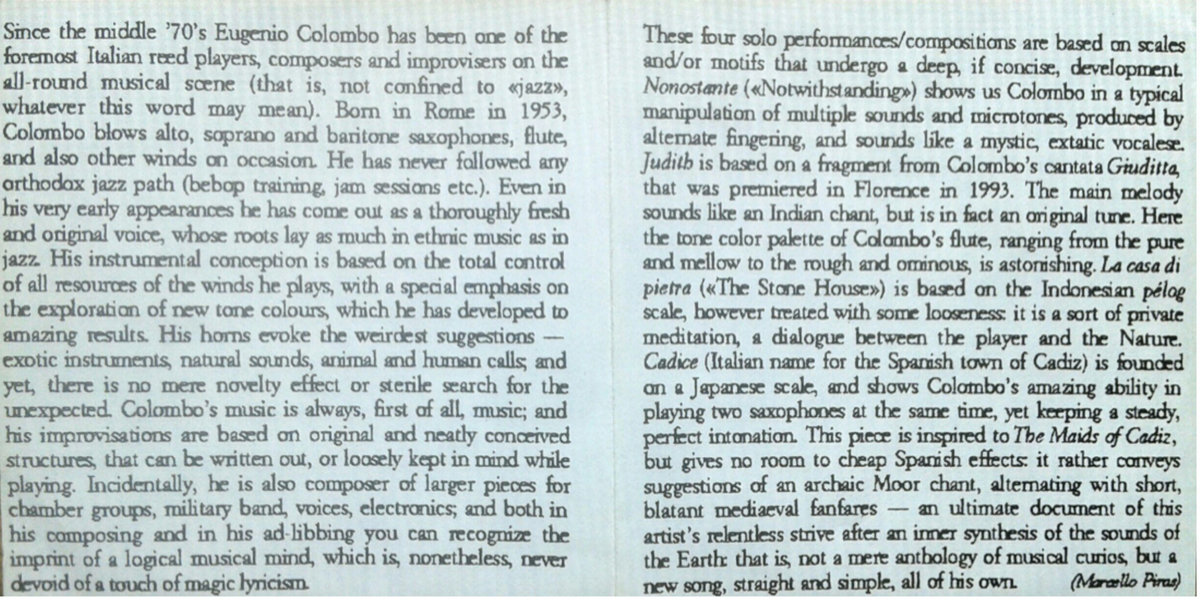 Since the middle '70's Eugenio Colombo has been one of the
foremost Italian reed players, composers and improvisers on the
all-round musical scene (that is, not confined to «jazz»,
whatever this word may mean). Born in Rome in 1953,
Colombo blows alto, soprano and baritone saxophones, flute,
and also other winds on occasion. He has never followed any
orthodox jazz path (bebop training, jam sessions etc.). Even in
his very early appearances he has come out as a thoroughly fresh
and original voice, whose roots lay as much in ethnic music as in
jazz. His instrumental conception is based on the total control
of all resources of the winds he plays, with a special emphasis on
the exploration of new tone colours, which he has developed to
amazing results. His horns evoke the weirdest suggestions —
exotic instruments, natural sounds, animal and human calls; and
yet, there is no mere novelty effect or sterile search for the
unexpected. Colombo's music is always, first of all, music; and
his improvisations are based on original and neatly conceived
structures, that can be written out, or loosely kept in mind while
playing. Incidentally, he is also composer of larger pieces for
chamber groups, military band, voices, electronics; and both in
his composing and in his ad-libbing you can recognize the
imprint of a logical musical mind, which is, nonetheless, never
devoid of a touch of magic lyricism.
These four solo performances/compositions are based on scales
and/or motifs that undergo a deep, if concise, development.
Nonostante («Notwithstanding») shows us Colombo in a typical
manipulation of multiple sounds and microtones, produced by
alternate fingering, and sounds like a mystic, extatic vocalese.
Judith is based on a fragment from Colombo's cantata Giuditta,
that was premiered in Florence in 1993. The main melody
sounds like an Indian chant, but is in fact an original tune. Here
the tone color palette of Colombo's flute, ranging from the pure
and mellow to the rough and ominous, is astonishing. La casa di
pietra («The Stone House») is based on the Indonesian pélog
scale, however treated with some looseness: it is a sort of private
meditation, a dialogue between the player and the Nature.
Cadice (Italian name for the Spanish town of Cadiz) is founded
on a Japanese scale, and shows Colombo's amazing ability in
playing two saxophones at the same time, yet keeping a steady,
perfect intonation. This piece is inspired to The Maids of Cadiz,
but gives no room to cheap Spanish effects: it rather conveys
suggestions of an archaic Moor chant, alternating with short,
blatant mediaeval fanfares — an ultimate document of this
artist's relentless strive after an inner synthesis of the sounds of
the Earth: that is, not a mere anthology of musical curios, but a
new song, straight and simple, all of his own. (Marcello Piras)